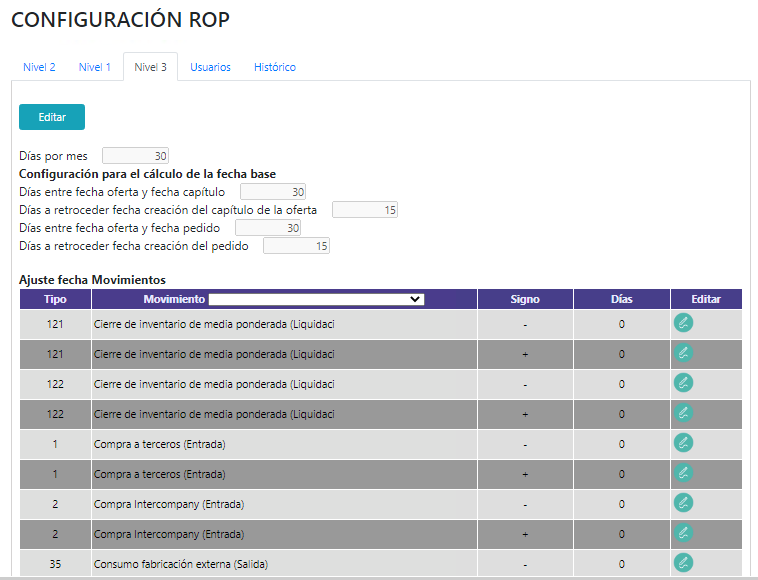 CONFIGURACIÓN ROP
Nivel 2 Nivel 1 Nivel 3 Usuarios Histórico
Editar
Días por mes 30
Configuración para el cálculo de la fecha base
Días entre fecha oferta y fecha capítulo 30
Días a retroceder fecha creación del capítulo de la oferta 15
Días entre fecha oferta y fecha pedido 30
Días a retroceder fecha creación del pedido 15
Ajuste fecha Movimientos
Tipo Movimiento Signo Días Editar
121 Cierre de inventario de media ponderada (Liquidaci - 0
121 Cierre de inventario de media ponderada (Liquidaci + 0
122 Cierre de inventario de media ponderada (Liquidaci - 0
122 Cierre de inventario de media ponderada (Liquidaci + 0
1 Compra a terceros (Entrada) - 0
1 Compra a terceros (Entrada) + 0
2 Compra Intercompany (Entrada) - 0
2 Compra Intercompany (Entrada) + 0
35 Consumo fabricación externa (Salida) - 0